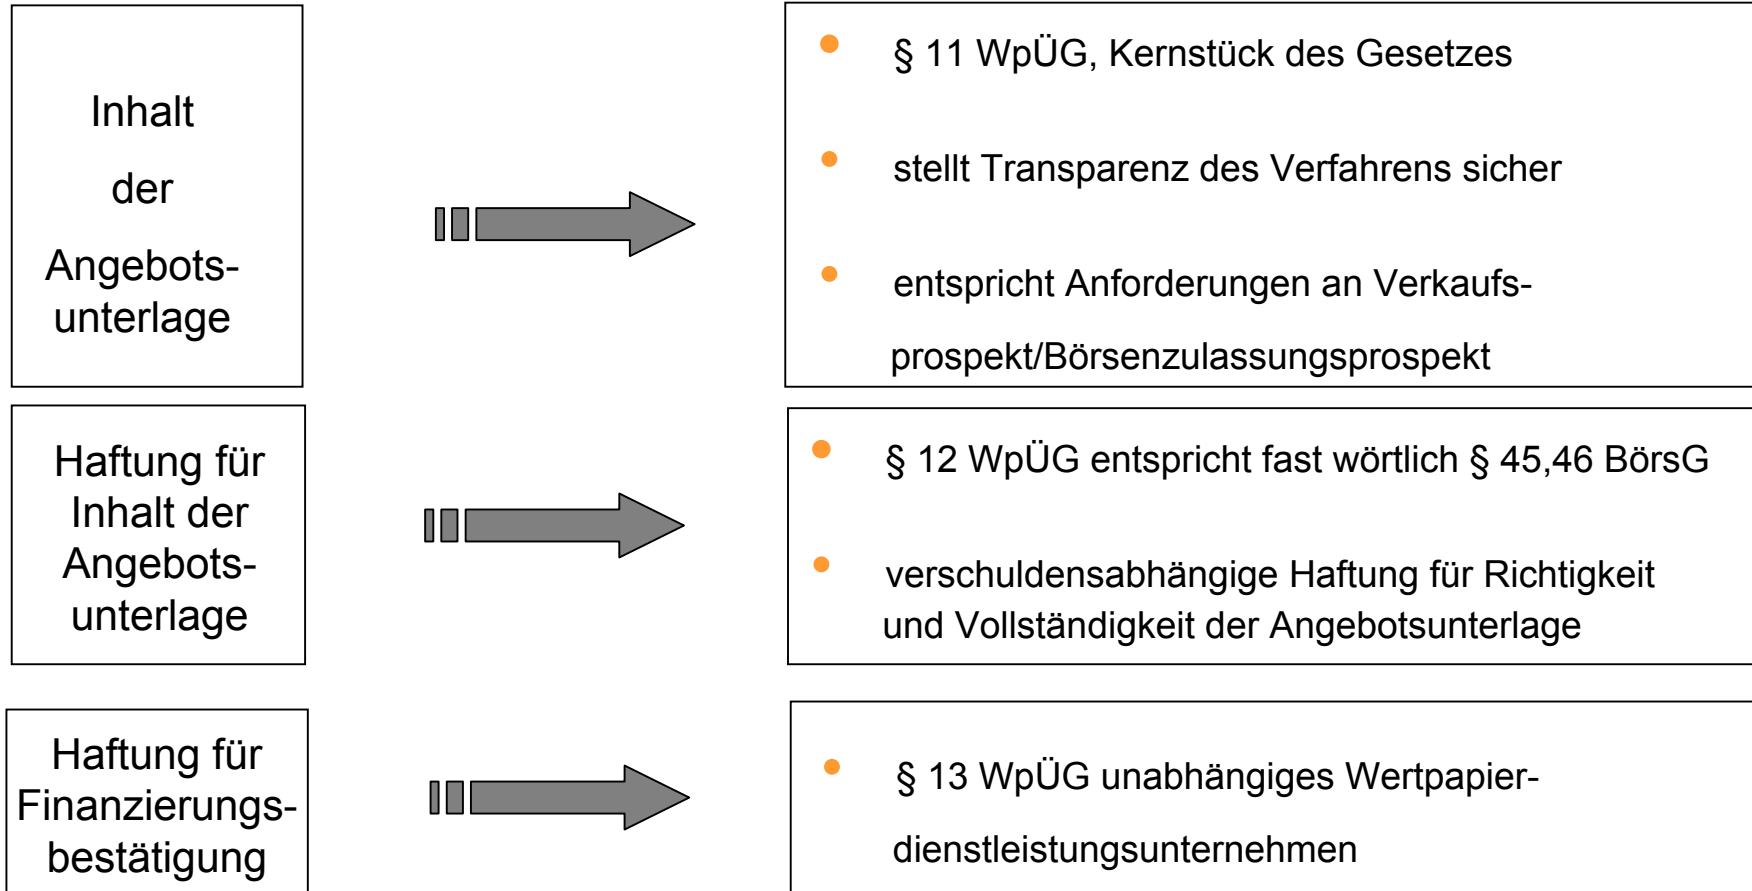 Inhalt
der
Angebots-
unterlage
§ 11 WpÜG, Kernstück des Gesetzes
stellt Transparenz des Verfahrens sicher
entspricht Anforderungen an Verkaufs-
prospekt/Börsenzulassungsprospekt
Haftung für
Inhalt der
Angebots-
unterlage
§ 12 WpÜG entspricht fast wörtlich § 45,46 BörsG
verschuldensabhängige Haftung für Richtigkeit
und Vollständigkeit der Angebotsunterlage
Haftung für
Finanzierungs-
bestätigung
§ 13 WpÜG unabhängiges Wertpapier-
dienstleistungsunternehmen